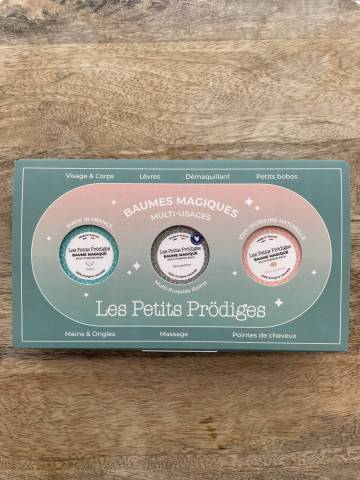 Visage & Corps Lèvres Démaquillant Petits bobos
BAUMES MAGIQUES
MULTI-USAGES
MADE IN FRANCE
100% D'ORIGINE NATURELLE
Les Petits Prödiges
BAUME MAGIQUE
Les Petits Prödiges
BAUME MAGIQUE
Les Petits Prödiges
BAUME MAGIQUE
Multi-Purpose Balms
Les Petits Prödiges
Mains & Ongles Massage Pointes de cheveux